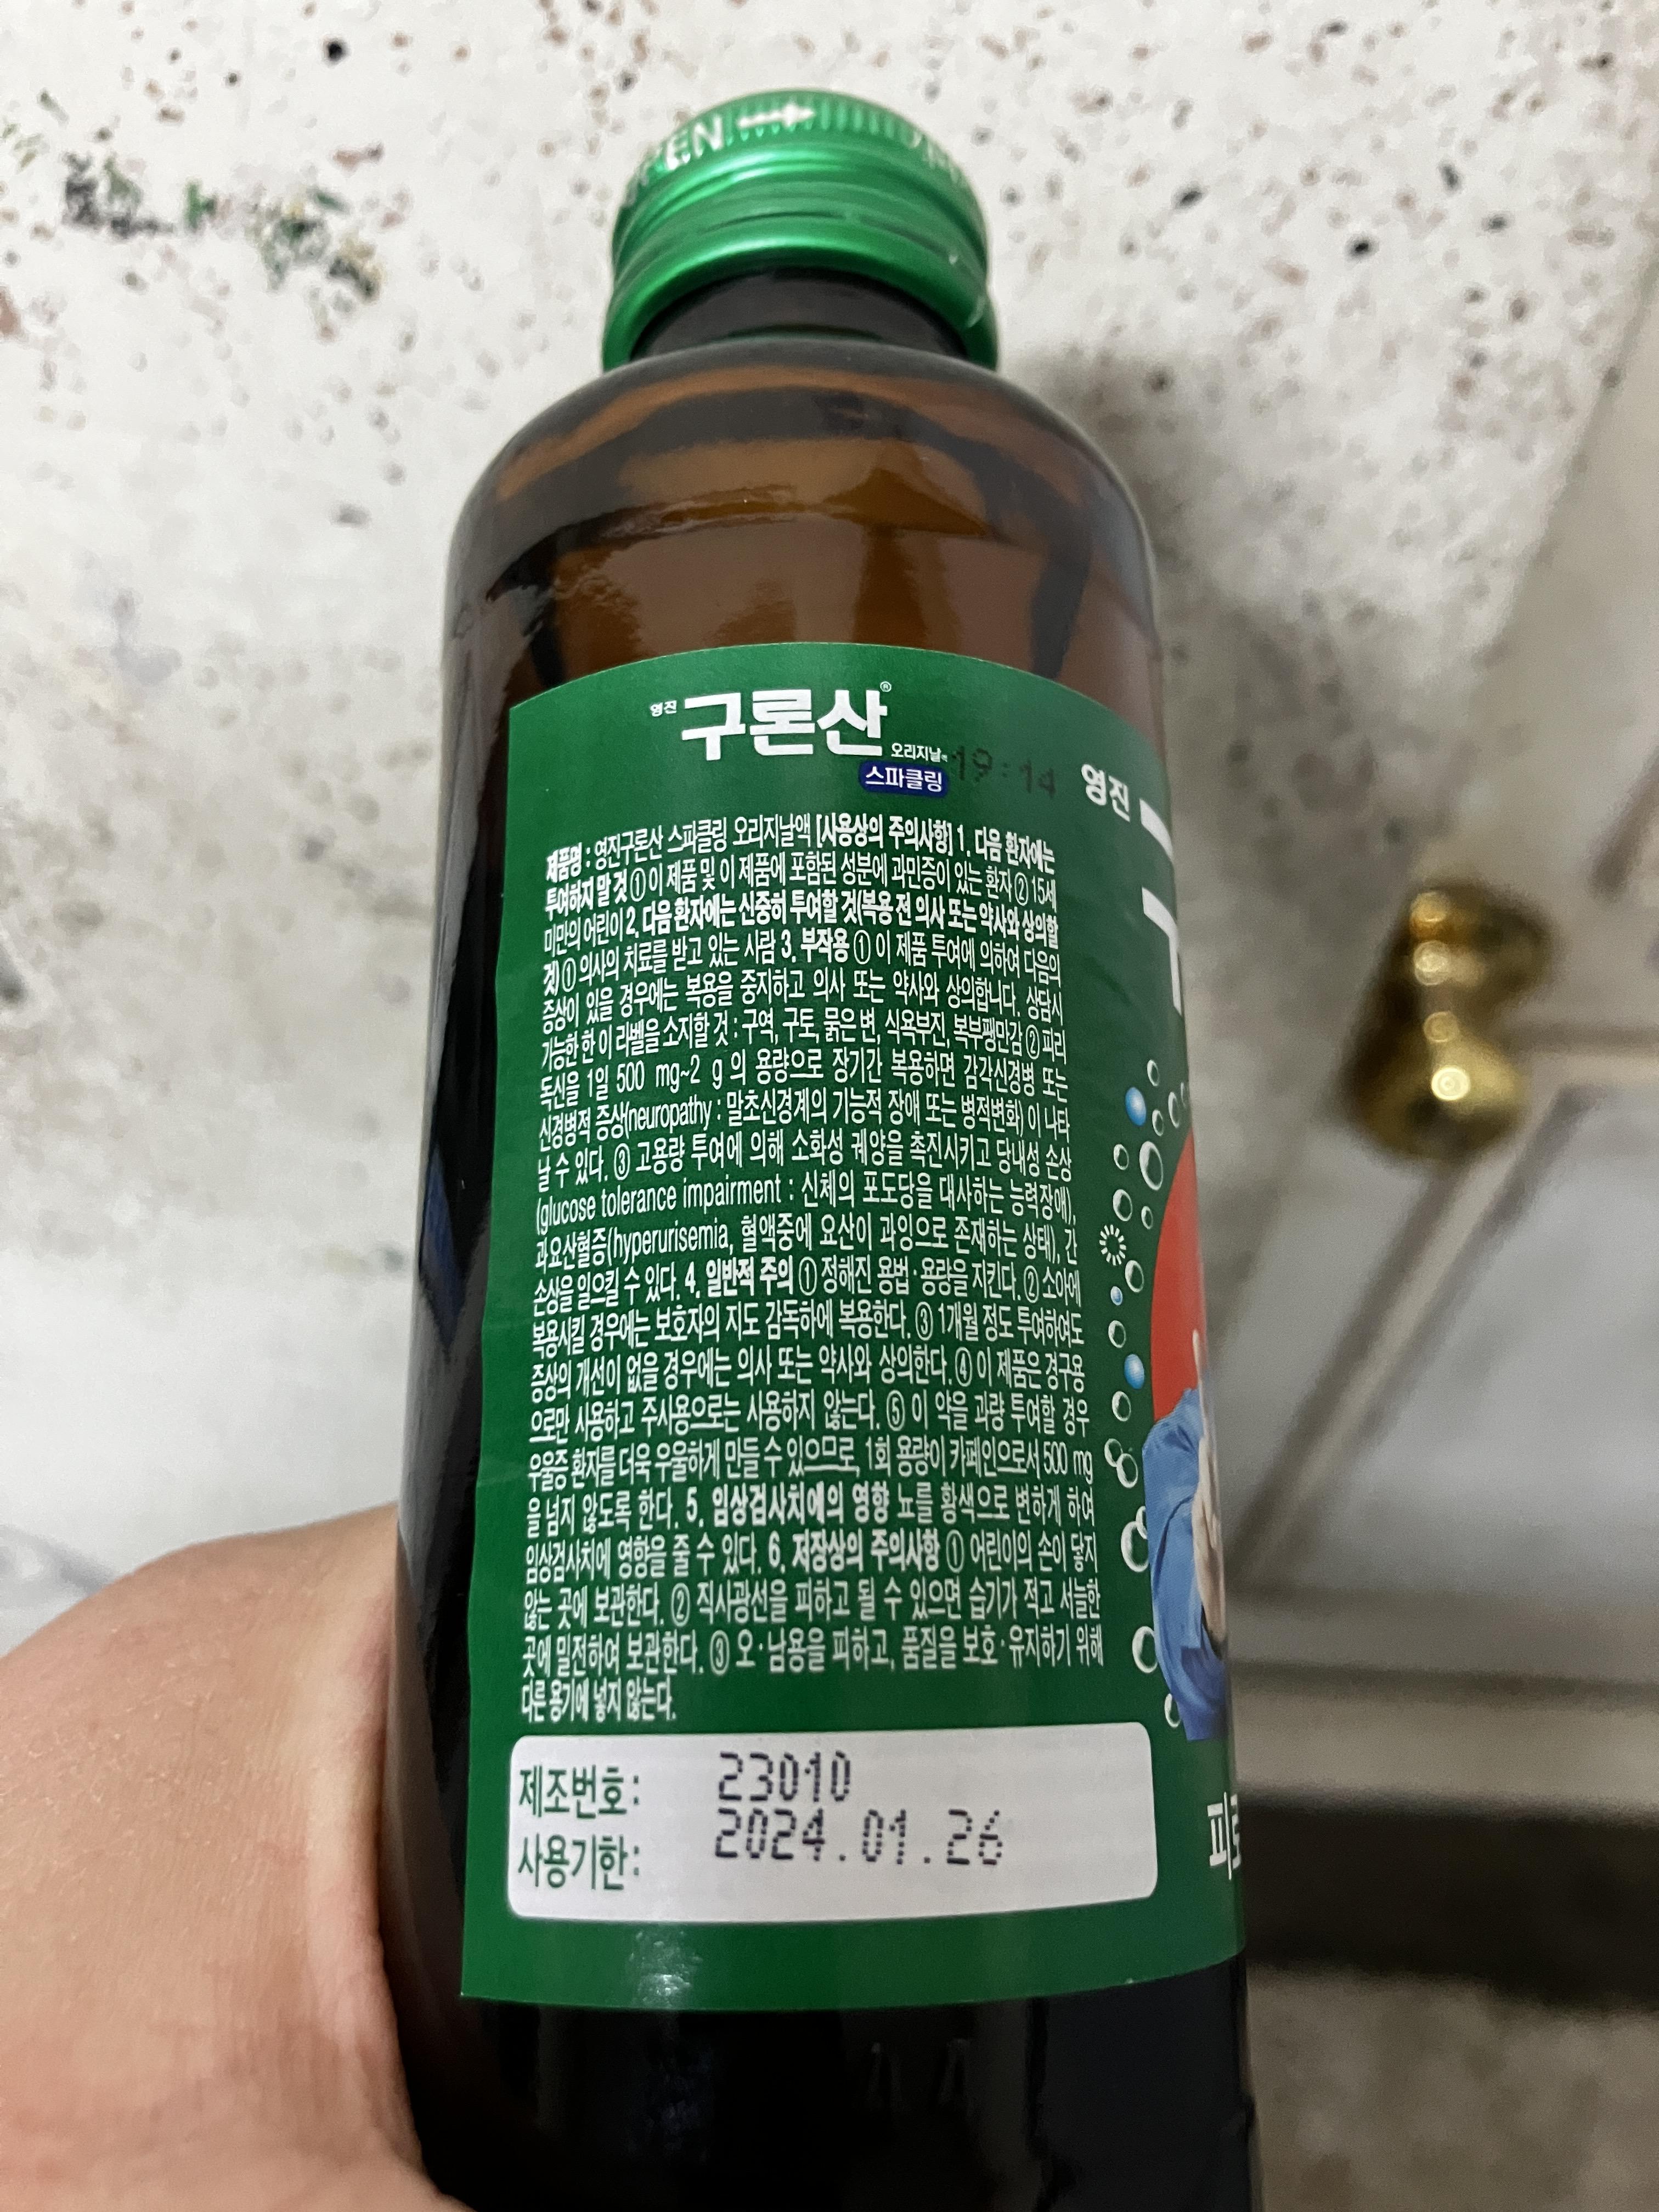 PEN
영진 구론산®
오리지날액
스파클링
19:14
영진
제품명 : 영진구론산 스파클링 오리지날액 [사용상의 주의사항] 1. 다음 환자에는
투여하지 말 것 ① 이 제품 및 이 제품에 포함된 성분에 과민증이 있는 환자 ② 15세
미만의 어린이 2. 다음 환자에는 신중히 투여할 것(복용 전 의사 또는 약사와 상의할
것) ① 의사의 치료를 받고 있는 사람 3. 부작용 ① 이 제품 투여에 의하여 다음의
증상이 있을 경우에는 복용을 중지하고 의사 또는 약사와 상의합니다. 상담시
가능한 한 이 라벨을 소지할 것 : 구역, 구토, 묽은 변, 식욕부진, 복부팽만감 ② 피리
독신을 1일 500 mg~2 g 의 용량으로 장기간 복용하면 감각신경병 또는
신경병적 증상(neuropathy : 말초신경계의 기능적 장애 또는 병적변화) 이 나타
날 수 있다. ③ 고용량 투여에 의해 소화성 궤양을 촉진시키고 당내성 손상
(glucose tolerance impairment : 신체의 포도당을 대사하는 능력장애),
과요산혈증(hyperurisemia, 혈액중에 요산이 과잉으로 존재하는 상태), 간
손상을 일으킬 수 있다. 4. 일반적 주의 ① 정해진 용법·용량을 지킨다. ② 소아에
복용시킬 경우에는 보호자의 지도 감독하에 복용한다. ③ 1개월 정도 투여하여도
증상의 개선이 없을 경우에는 의사 또는 약사와 상의한다. ④ 이 제품은 경구용
으로만 사용하고 주사용으로는 사용하지 않는다. ⑤ 이 약을 과량 투여할 경우
우울증 환자를 더욱 우울하게 만들 수 있으므로, 1회 용량이 카페인으로서 500 mg
을 넘지 않도록 한다. 5. 임상검사치에의 영향 뇨를 황색으로 변하게 하여
임상검사치에 영향을 줄 수 있다. 6. 저장상의 주의사항 ① 어린이의 손이 닿지
않는 곳에 보관한다. ② 직사광선을 피하고 될 수 있으면 습기가 적고 서늘한
곳에 밀전하여 보관한다. ③ 오·남용을 피하고, 품질을 보호·유지하기 위해
다른 용기에 넣지 않는다.
제조번호: 23010
사용기한: 2024.01.26